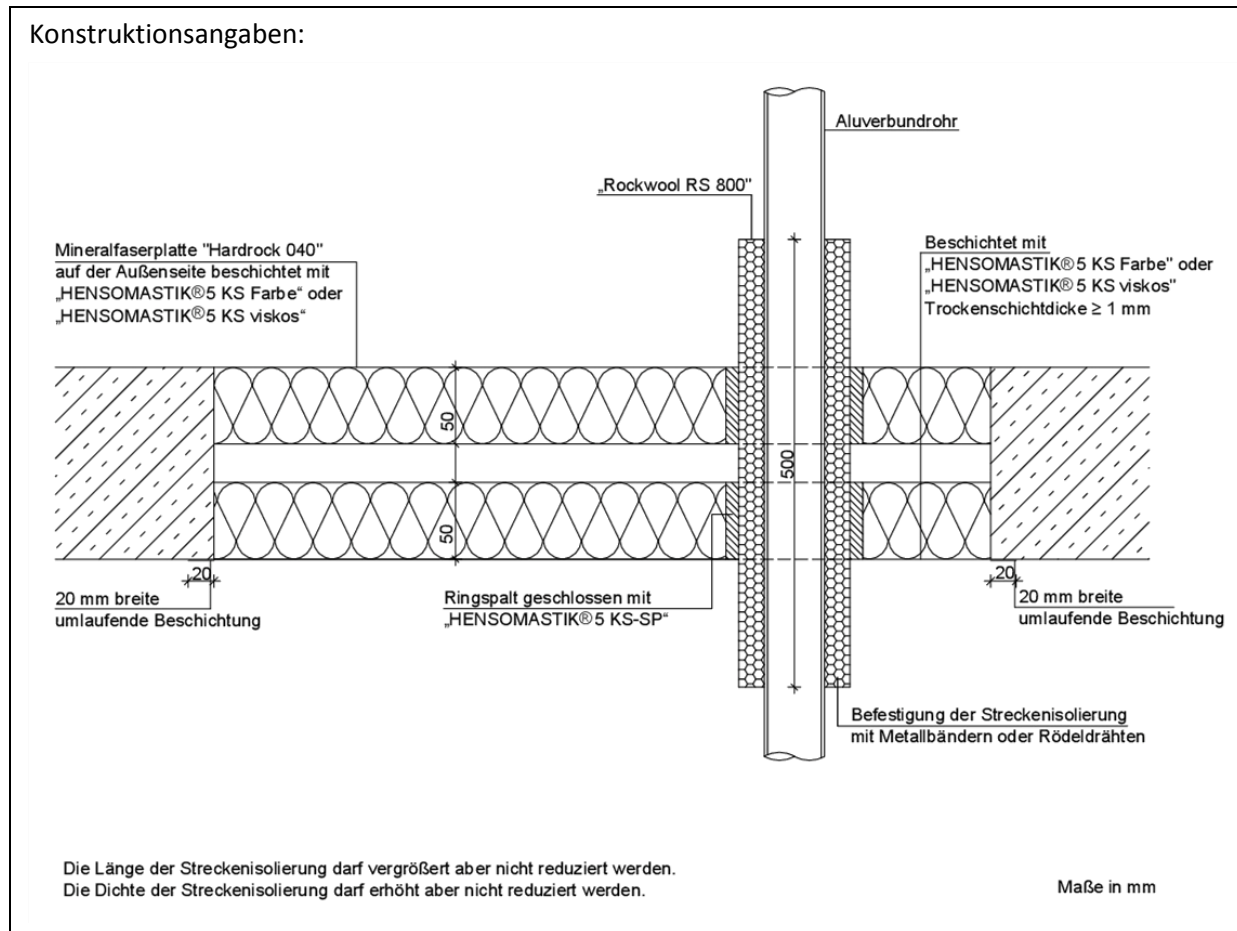 Konstruktionsangaben:
Aluverbundrohr
„Rockwool RS 800"
Mineralfaserplatte "Hardrock 040"
auf der Außenseite beschichtet mit
„HENSOMASTIK®5 KS Farbe“ oder
„HENSOMASTIK®5 KS viskos“
Beschichtet mit
„HENSOMASTIK®5 KS Farbe" oder
„HENSOMASTIK®5 KS viskos"
Trockenschichtdicke ≥ 1 mm
50
500
50
20
20
20 mm breite
umlaufende Beschichtung
Ringspalt geschlossen mit
„HENSOMASTIK®5 KS-SP“
20 mm breite
umlaufende Beschichtung
Befestigung der Streckenisolierung
mit Metallbändern oder Rödeldrähten
Die Länge der Streckenisolierung darf vergrößert aber nicht reduziert werden.
Die Dichte der Streckenisolierung darf erhöht aber nicht reduziert werden.
Maße in mm